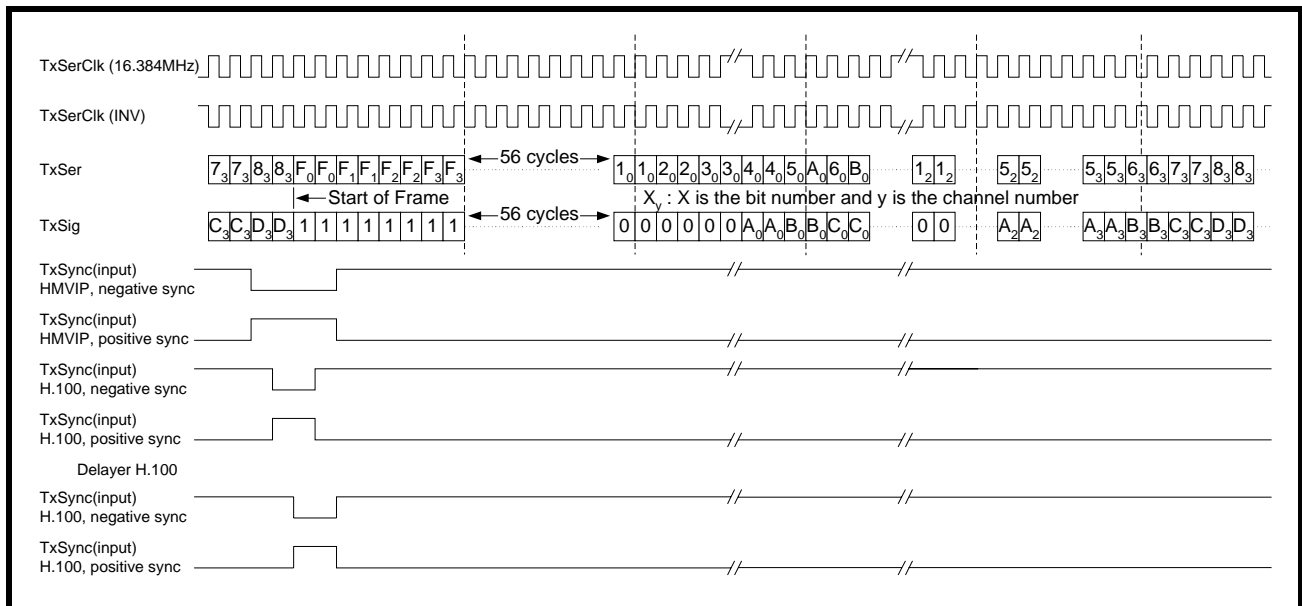 TxSerClk (16.384MHz)
TxSerClk (INV)
TxSer 7₃ 7₃ 8₃ 8₃ F₀ F₀ F₁ F₁ F₂ F₂ F₃ F₃ 56 cycles 1₀ 1₀ 2₀ 2₀ 3₀ 3₀ 4₀ 4₀ 5₀ A₀ 6₀ B₀ 1₂ 1₂ 5₂ 5₂ 5₃ 5₃ 6₃ 6₃ 7₃ 7₃ 8₃ 8₃
Start of Frame X_y : X is the bit number and y is the channel number
TxSig C₃ C₃ D₃ D₃ 1 1 1 1 1 1 1 1 56 cycles 0 0 0 0 0 0 A₀ A₀ B₀ B₀ C₀ C₀ 0 0 A₂ A₂ A₃ A₃ B₃ B₃ C₃ C₃ D₃ D₃
TxSync(input)
HMVIP, negative sync
TxSync(input)
HMVIP, positive sync
TxSync(input)
H.100, negative sync
TxSync(input)
H.100, positive sync
Delayer H.100
TxSync(input)
H.100, negative sync
TxSync(input)
H.100, positive sync